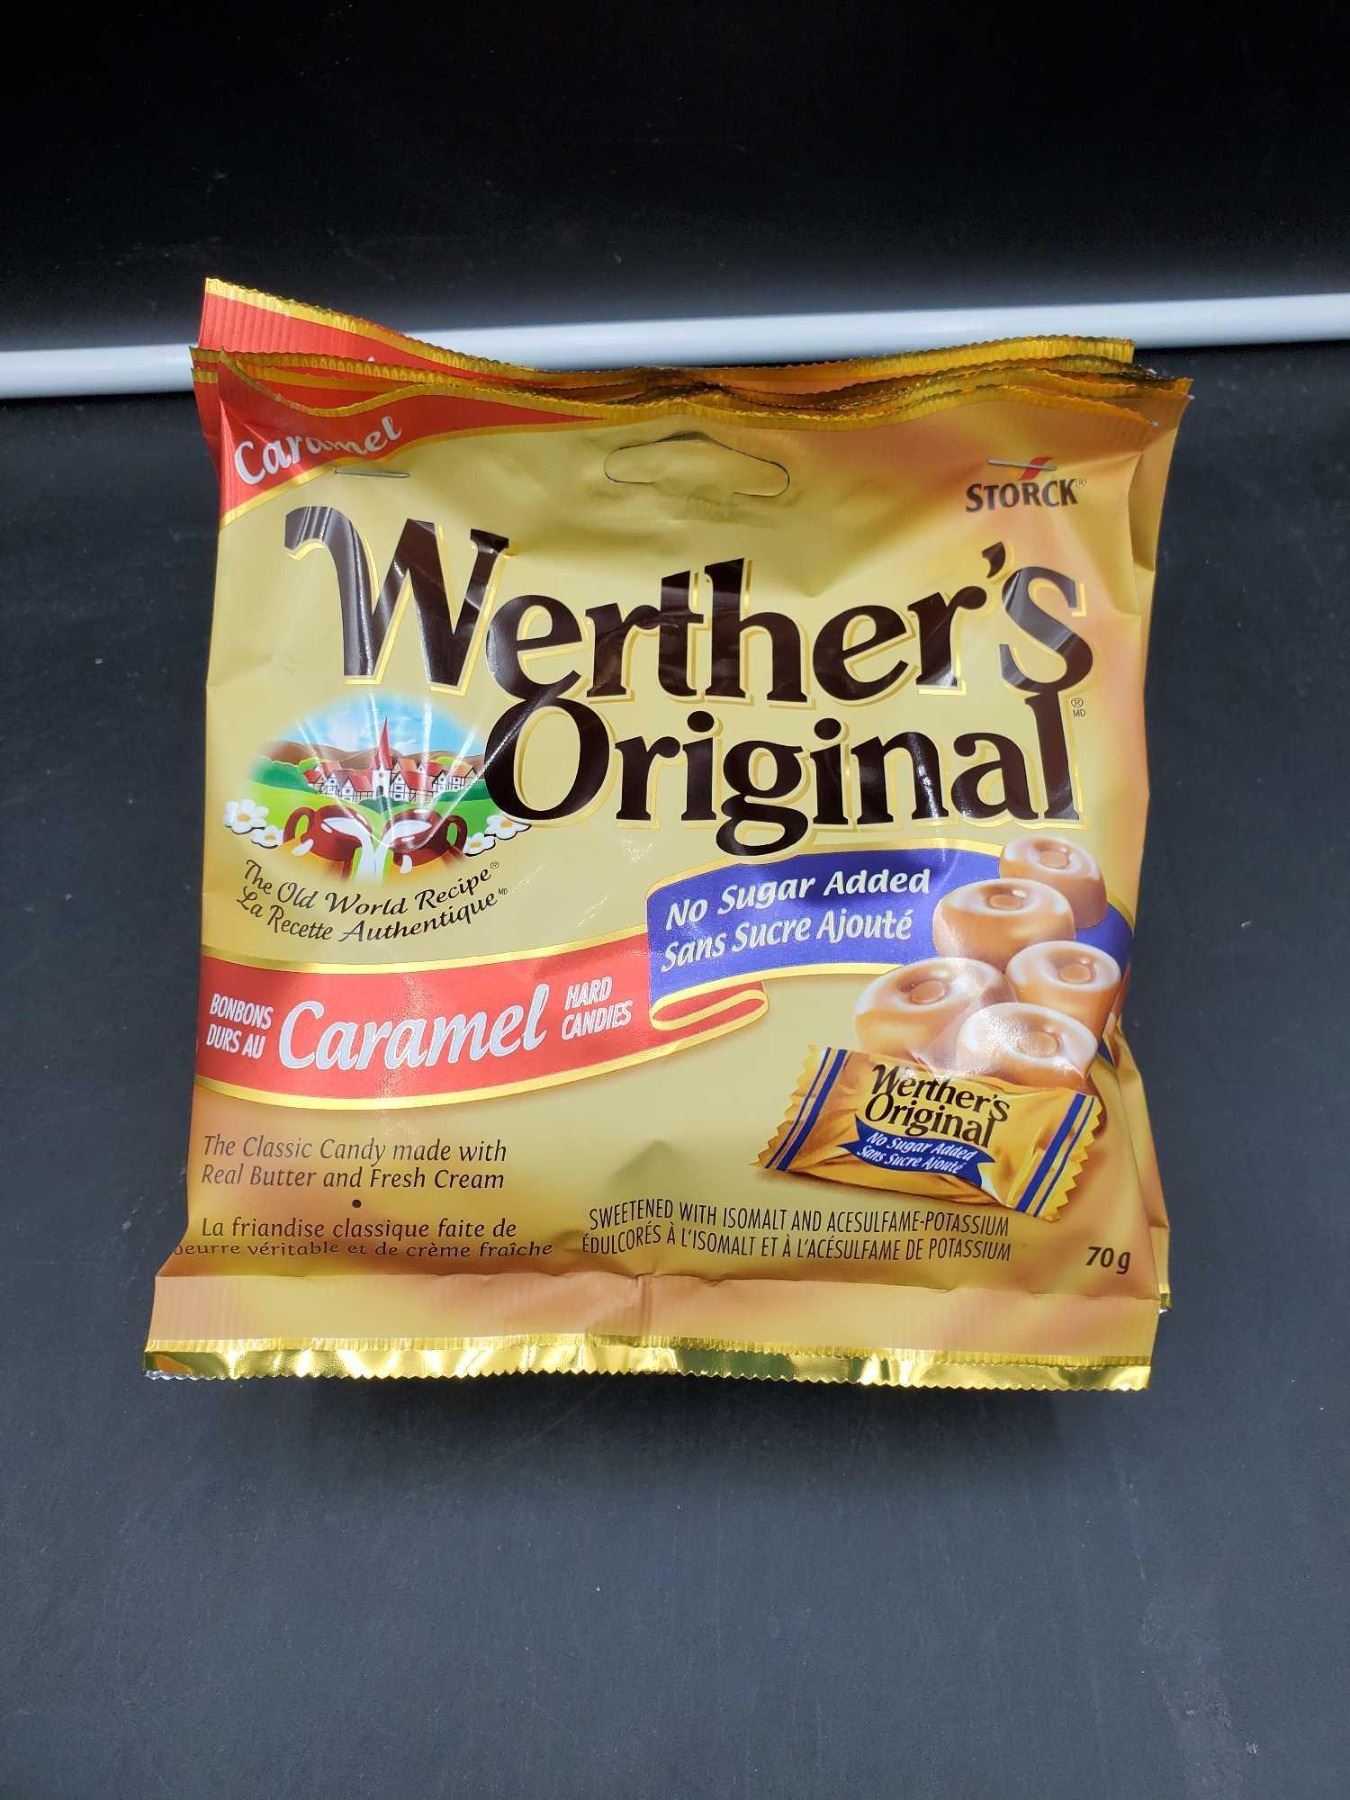 Caramel
STORCK®
Werther's
Original
®
MD
The Old World Recipe®
La Recette Authentique MD
No Sugar Added
Sans Sucre Ajouté
BONBONS
DURS AU
Caramel
HARD
CANDIES
Werther's
Original
No Sugar Added
Sans Sucre Ajouté
The Classic Candy made with
Real Butter and Fresh Cream
•
La friandise classique faite de
beurre véritable et de crème fraîche
SWEETENED WITH ISOMALT AND ACESULFAME-POTASSIUM
ÉDULCORÉS À L'ISOMALT ET À L'ACÉSULFAME DE POTASSIUM
70 g